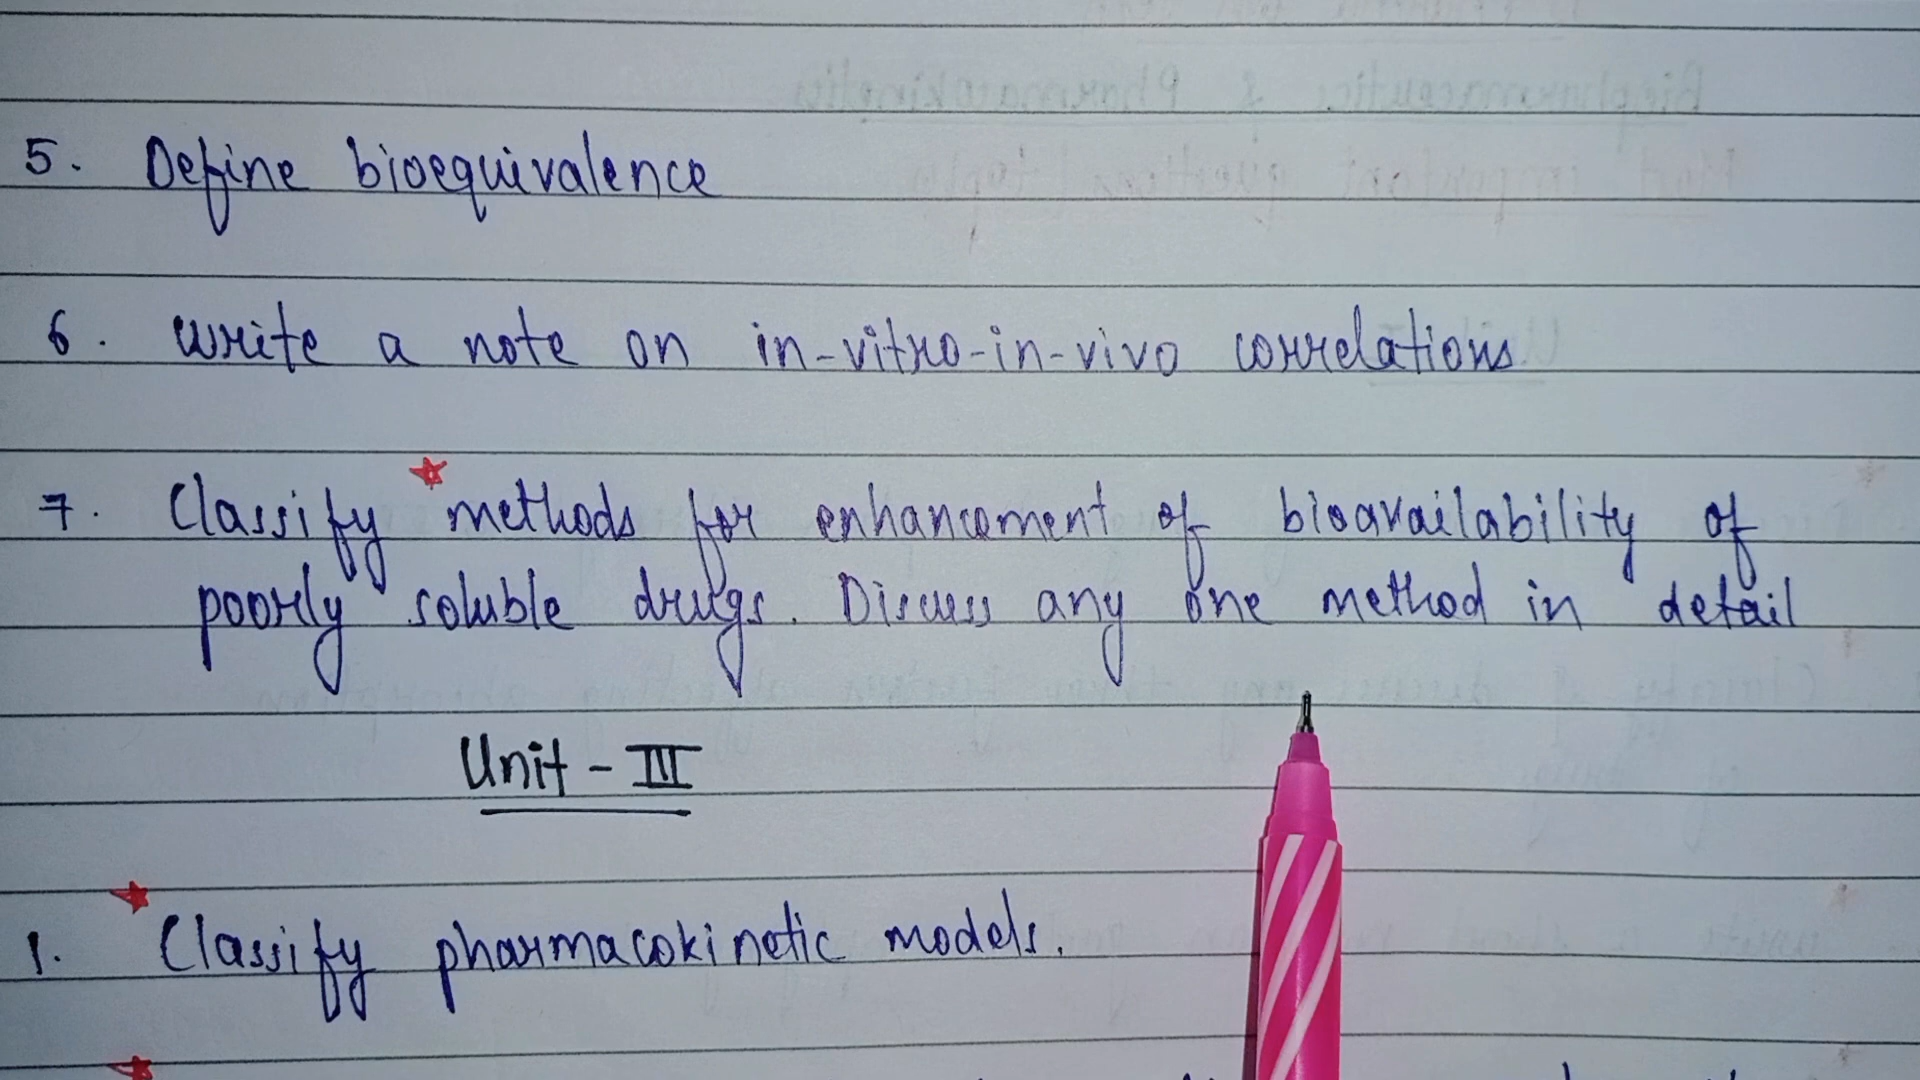 5. Define bioequivalence
6. write a note on in-vitro-in-vivo correlations
7. Classify methods for enhancement of bioavailability of
poorly soluble drugs. Discuss any one method in detail
Unit - III
1. Classify pharmacokinetic models.